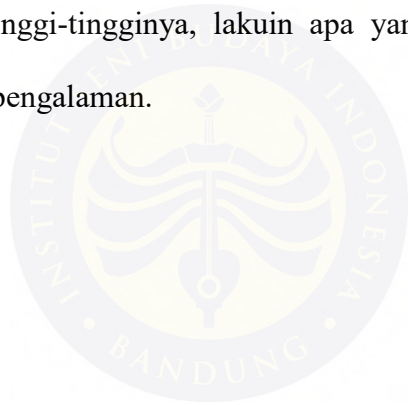 nggi-tingginya, lakuin apa yan
pengalaman.
INSTITUT SENI BUDAYA INDONESIA
BANDUNG